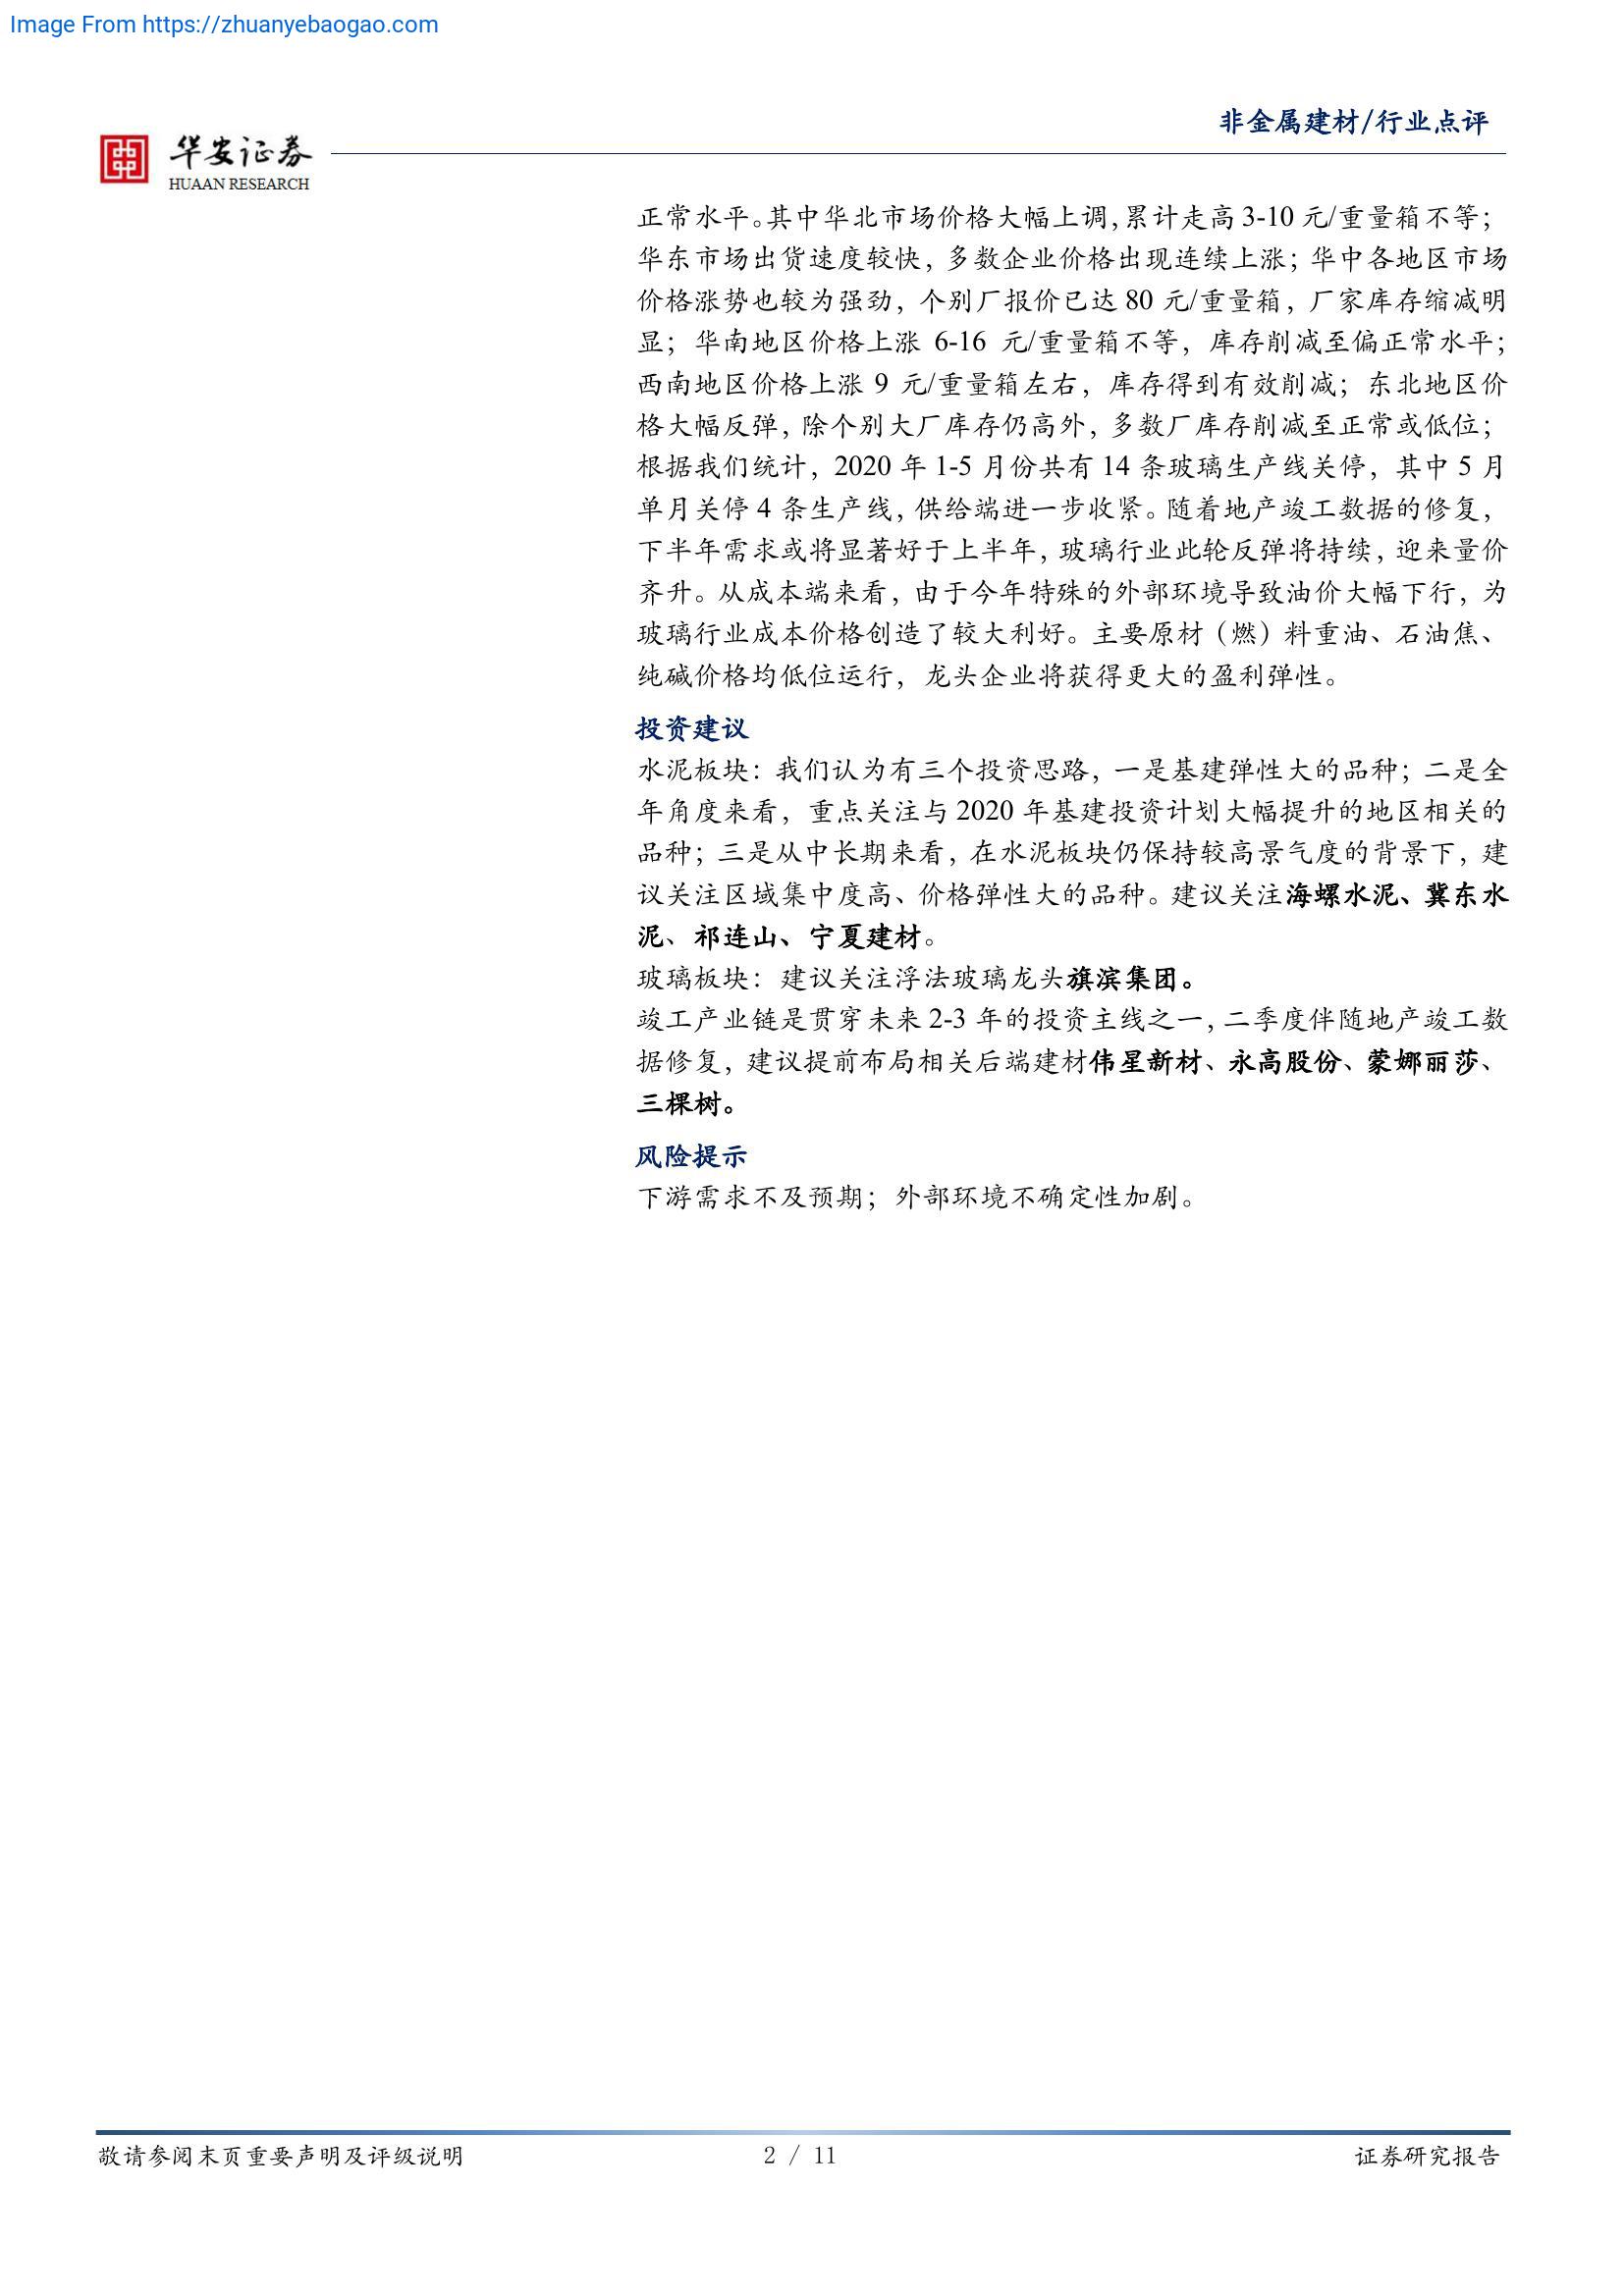 Image From https://zhuanyebaogao.com
非金属建材/行业点评
华安证券
HUAAN RESEARCH
正常水平。其中华北市场价格大幅上调，累计走高 3-10 元/重量箱不等；
华东市场出货速度较快，多数企业价格出现连续上涨；华中各地区市场
价格涨势也较为强劲，个别厂报价已达 80 元/重量箱，厂家库存缩减明
显；华南地区价格上涨 6-16 元/重量箱不等，库存削减至偏正常水平；
西南地区价格上涨 9 元/重量箱左右，库存得到有效削减；东北地区价
格大幅反弹，除个别大厂库存仍高外，多数厂库存削减至正常或低位；
根据我们统计，2020 年 1-5 月份共有 14 条玻璃生产线关停，其中 5 月
单月关停 4 条生产线，供给端进一步收紧。随着地产竣工数据的修复，
下半年需求或将显著好于上半年，玻璃行业此轮反弹将持续，迎来量价
齐升。从成本端来看，由于今年特殊的外部环境导致油价大幅下行，为
玻璃行业成本价格创造了较大利好。主要原材（燃）料重油、石油焦、
纯碱价格均低位运行，龙头企业将获得更大的盈利弹性。
投资建议
水泥板块：我们认为有三个投资思路，一是基建弹性大的品种；二是全
年角度来看，重点关注与 2020 年基建投资计划大幅提升的地区相关的
品种；三是从中长期来看，在水泥板块仍保持较高景气度的背景下，建
议关注区域集中度高、价格弹性大的品种。建议关注海螺水泥、冀东水
泥、祁连山、宁夏建材。
玻璃板块：建议关注浮法玻璃龙头旗滨集团。
竣工产业链是贯穿未来 2-3 年的投资主线之一，二季度伴随地产竣工数
据修复，建议提前布局相关后端建材伟星新材、永高股份、蒙娜丽莎、
三棵树。
风险提示
下游需求不及预期；外部环境不确定性加剧。
敬请参阅末页重要声明及评级说明
2 / 11
证券研究报告